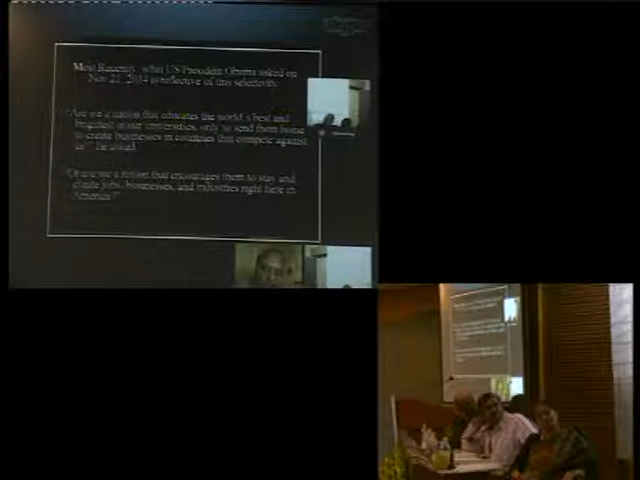 Most Recently, what US President Obama asked on
Nov 21, 2014 is reflective of this selectivity.
"Are we a nation that educates the world's best and
brightest in our universities, only to send them home
to create businesses in countries that compete against
us?" he asked.
"Or are we a nation that encourages them to stay and
create jobs, businesses, and industries right here in
America?"